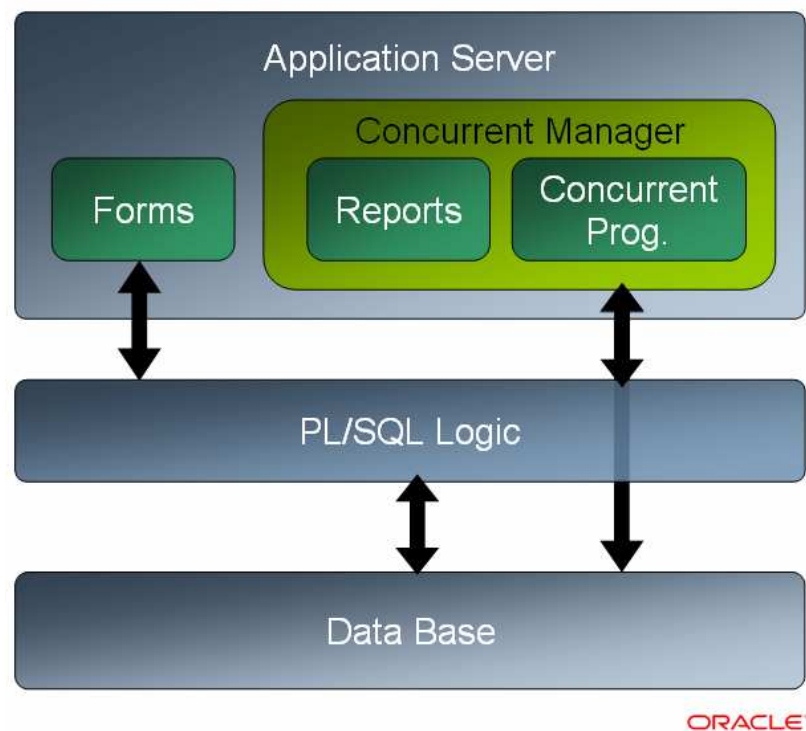 Application Server
Concurrent Manager
Forms
Reports
Concurrent
Prog.
PL/SQL Logic
Data Base
ORACLE